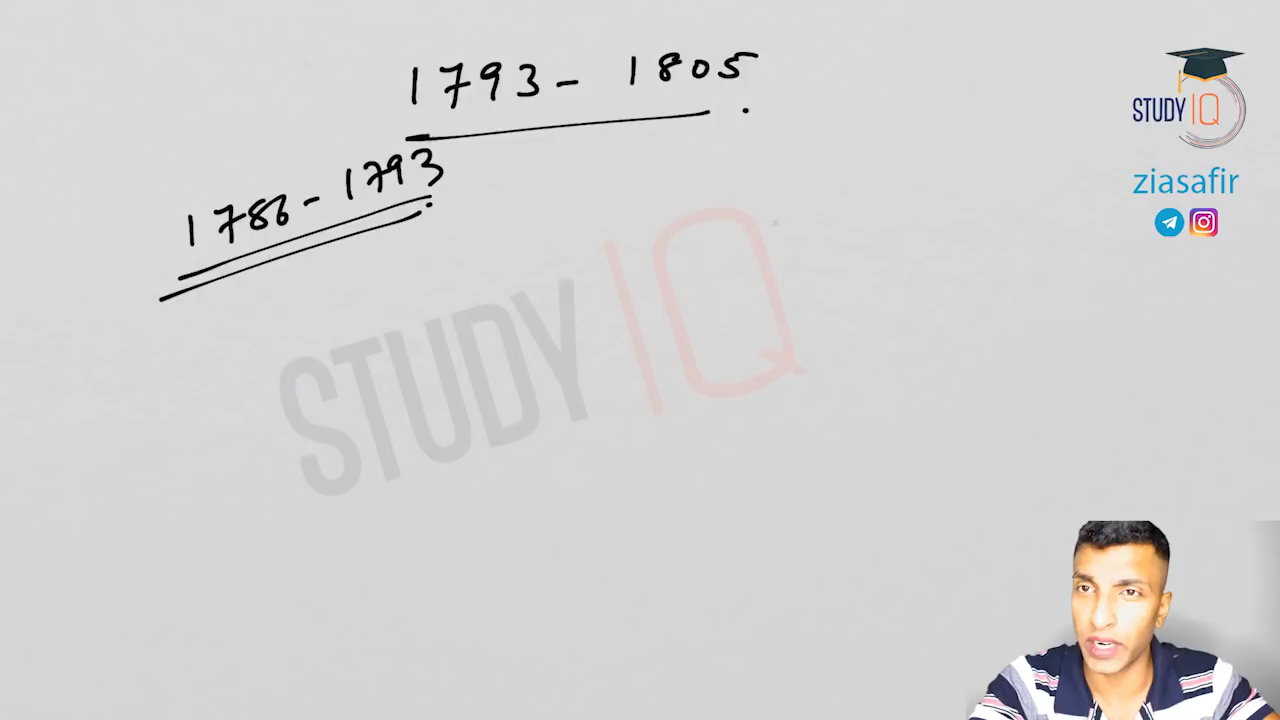 1793 - 1805.
1786 - 1793.
STUDY IQ
ziasafir
STUDY IQ